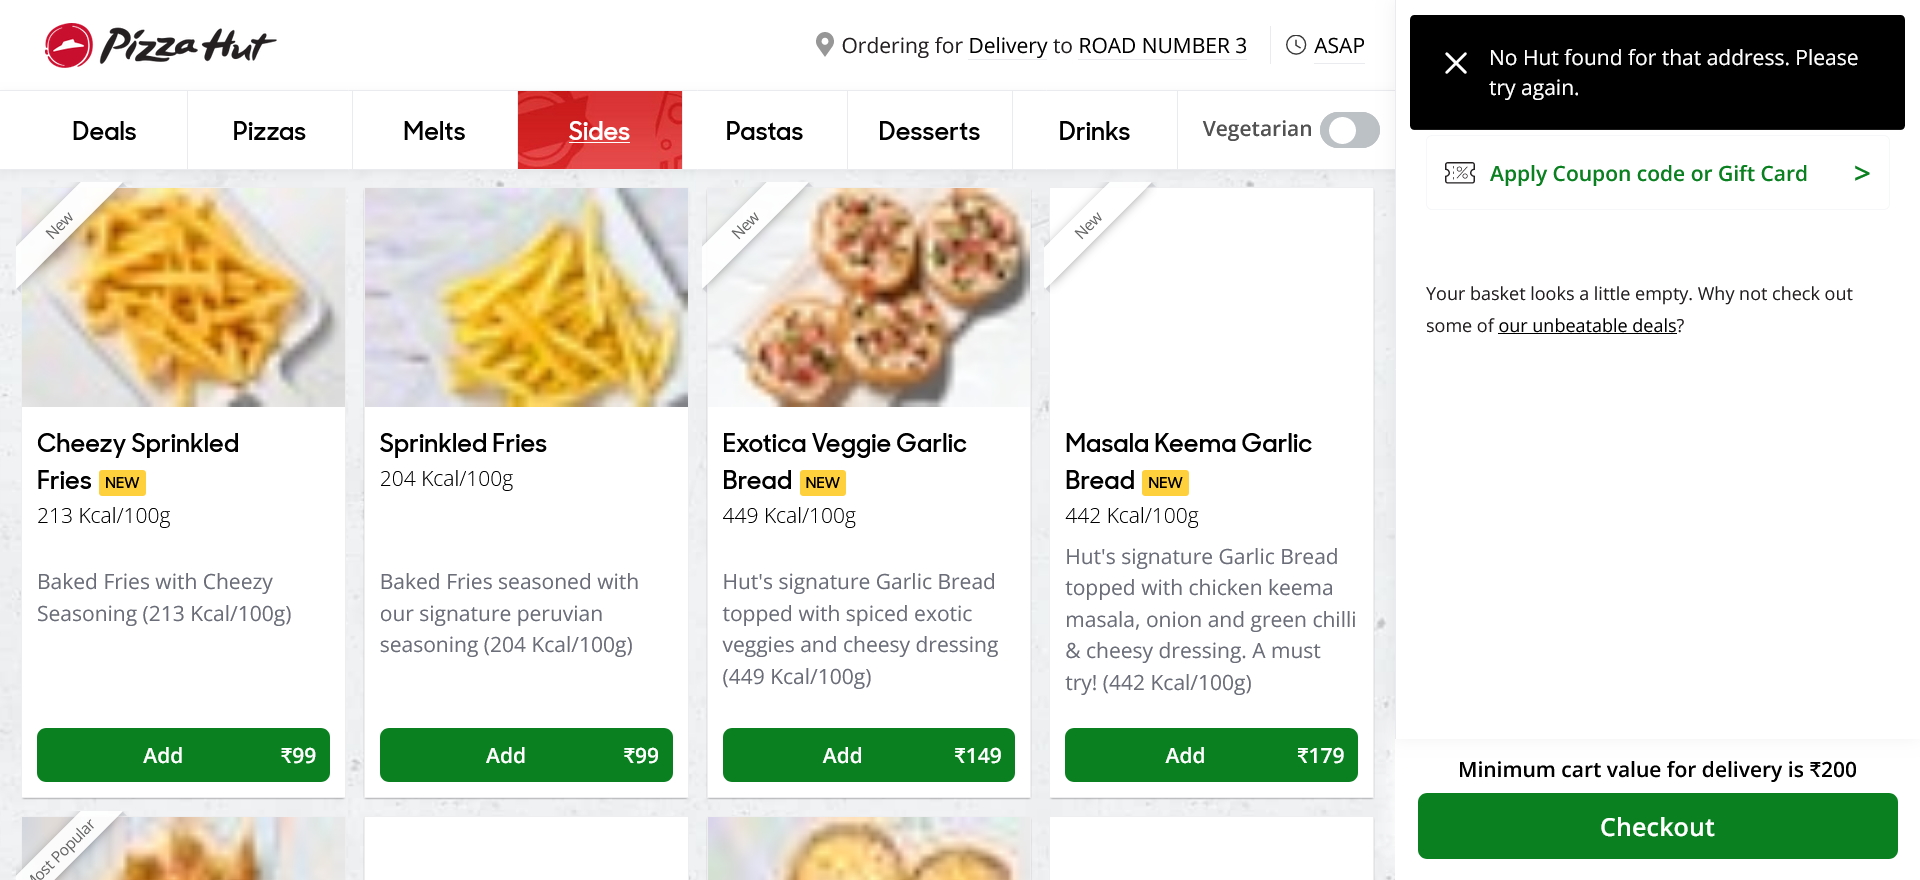 Pizza Hut
Ordering for Delivery to ROAD NUMBER 3
ASAP
No Hut found for that address. Please
try again.
Deals
Pizzas
Melts
Sides
Pastas
Desserts
Drinks
Vegetarian
Apply Coupon code or Gift Card >
Your basket looks a little empty. Why not check out
some of our unbeatable deals?
New
Cheezy Sprinkled
Fries NEW
213 Kcal/100g
Baked Fries with Cheezy
Seasoning (213 Kcal/100g)
Add ₹99
Sprinkled Fries
204 Kcal/100g
Baked Fries seasoned with
our signature peruvian
seasoning (204 Kcal/100g)
Add ₹99
New
Exotica Veggie Garlic
Bread NEW
449 Kcal/100g
Hut's signature Garlic Bread
topped with spiced exotic
veggies and cheesy dressing
(449 Kcal/100g)
Add ₹149
New
Masala Keema Garlic
Bread NEW
442 Kcal/100g
Hut's signature Garlic Bread
topped with chicken keema
masala, onion and green chilli
& cheesy dressing. A must
try! (442 Kcal/100g)
Add ₹179
Most Popular
Minimum cart value for delivery is ₹200
Checkout